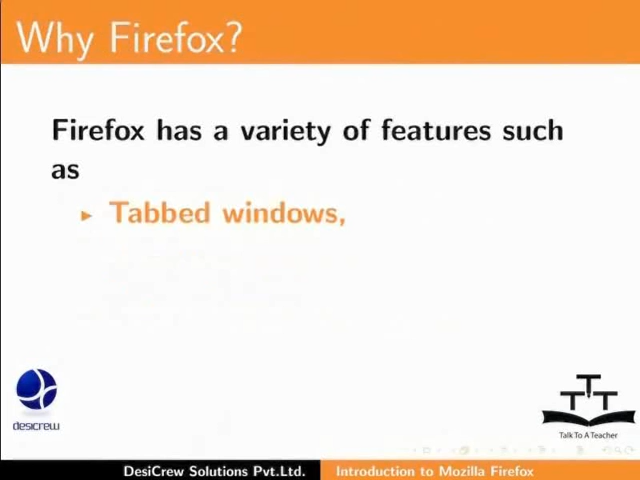 Why Firefox?
Firefox has a variety of features such
as
▸ Tabbed windows,
desicrew
TTT
Talk To A Teacher
DesiCrew Solutions Pvt.Ltd. Introduction to Mozilla Firefox